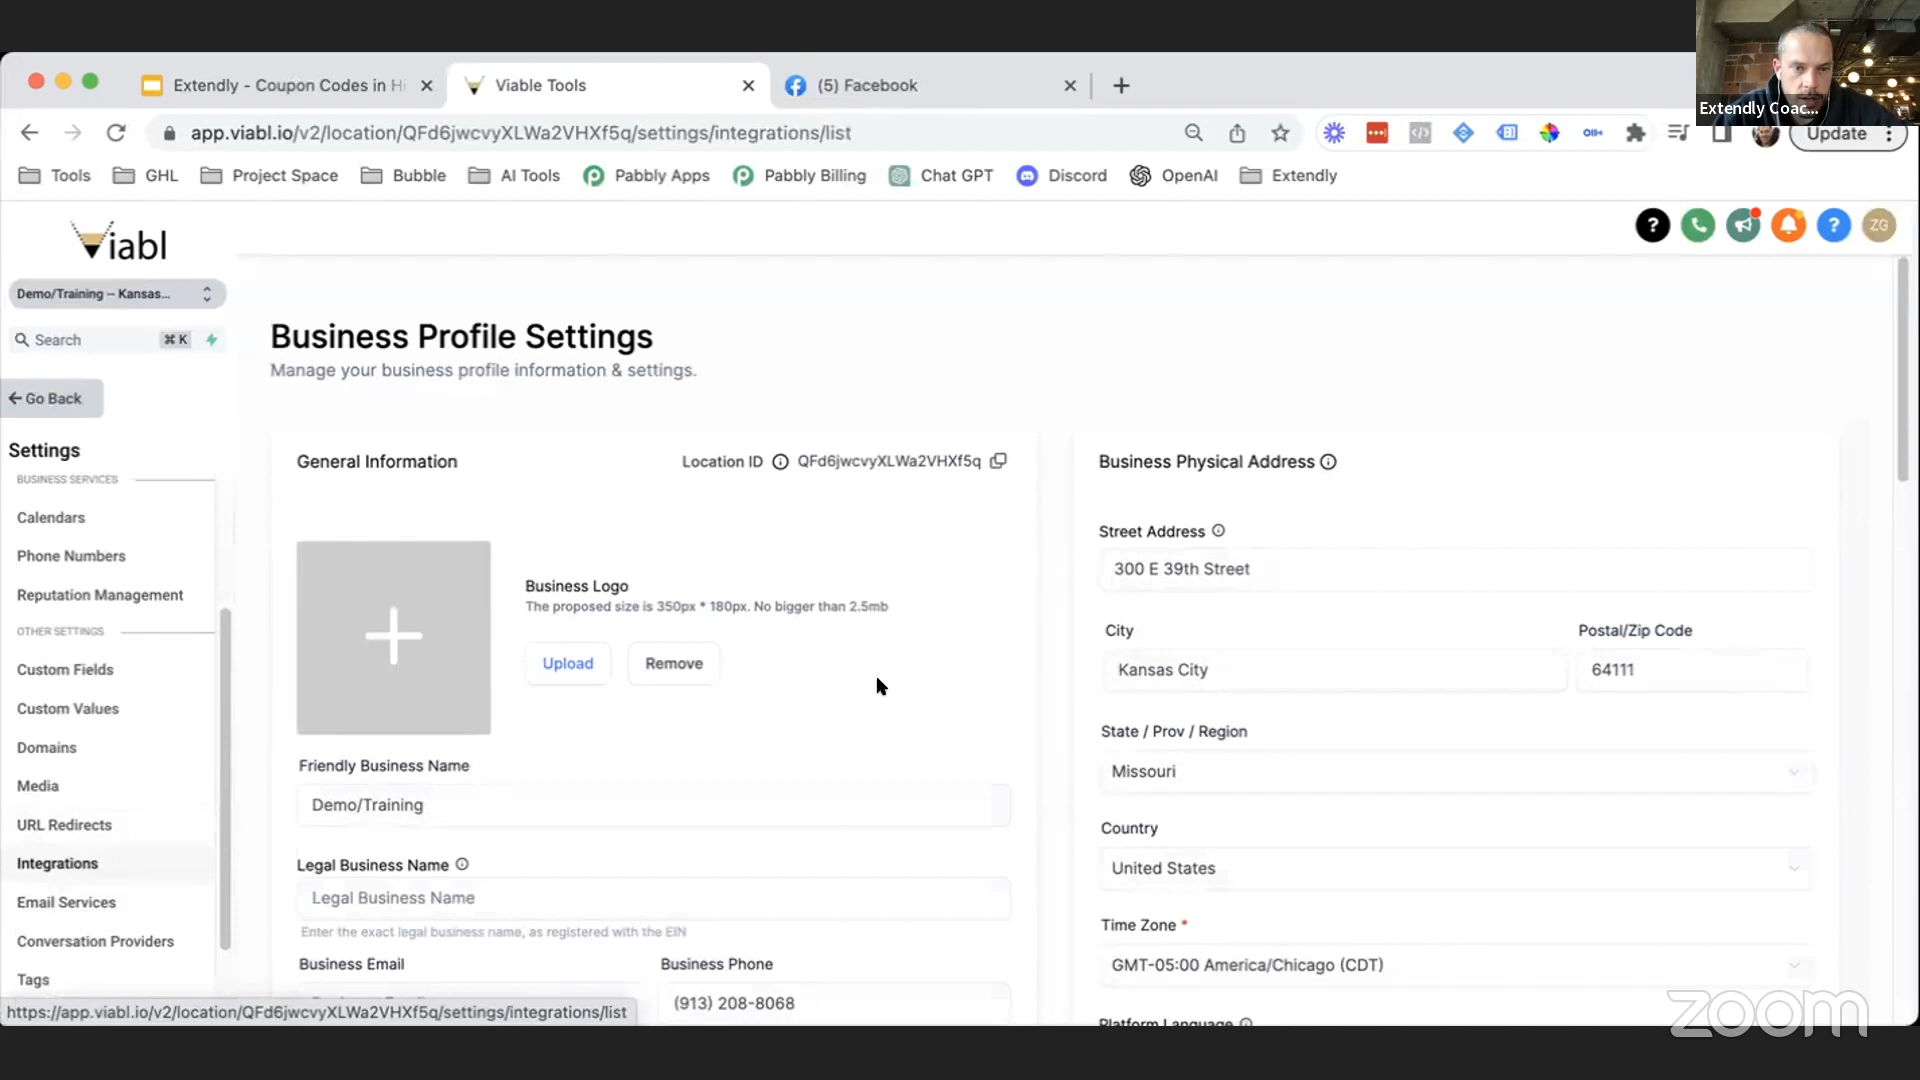 Extendly - Coupon Codes in Hi
Viable Tools
(5) Facebook
Extendly Coac...
app.viabl.io/v2/location/QFd6jwcvyXLWa2VHXf5q/settings/integrations/list
Update
Tools
GHL
Project Space
Bubble
AI Tools
Pabbly Apps
Pabbly Billing
Chat GPT
Discord
OpenAI
Extendly
Viabl
ZG
Demo/Training -- Kansas...
Search
⌘ K
Go Back
Settings
BUSINESS SERVICES
Calendars
Phone Numbers
Reputation Management
OTHER SETTINGS
Custom Fields
Custom Values
Domains
Media
URL Redirects
Integrations
Email Services
Conversation Providers
Tags
https://app.viabl.io/v2/location/QFd6jwcvyXLWa2VHXf5q/settings/integrations/list
Business Profile Settings
Manage your business profile information & settings.
General Information
Location ID QFd6jwcvyXLWa2VHXf5q
Business Logo
The proposed size is 350px * 180px. No bigger than 2.5mb
Upload
Remove
Friendly Business Name
Demo/Training
Legal Business Name
Legal Business Name
Enter the exact legal business name, as registered with the EIN
Business Email
Business Phone
(913) 208-8068
Business Physical Address
Street Address
300 E 39th Street
City
Postal/Zip Code
Kansas City
64111
State / Prov / Region
Missouri
Country
United States
Time Zone *
GMT-05:00 America/Chicago (CDT)
Platform Language
zoom